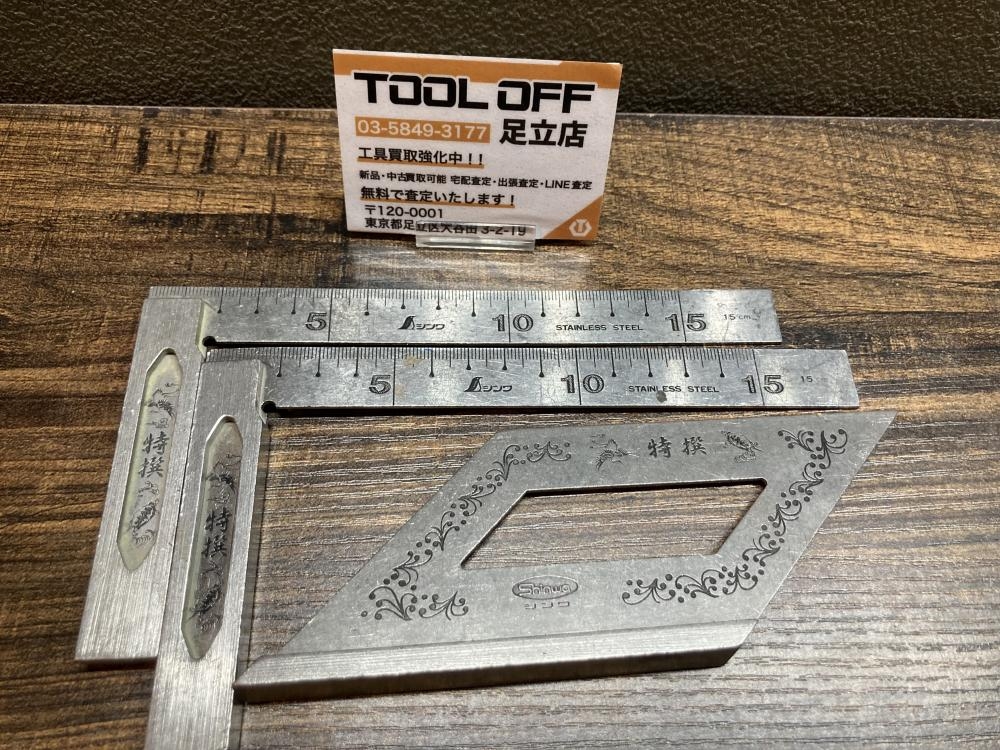 TOOL OFF
03-5849-3177 足立店
工具買取強化中！！
新品・中古買取可能 宅配査定・出張査定・LINE査定
無料で査定いたします！
〒120-0001
東京都足立区大谷田 3-2-19
5 シンワ 10 STAINLESS STEEL 15 15cm
5 シンワ 10 STAINLESS STEEL 15 15
特撰
特撰
特撰
Shinwa
シンワ